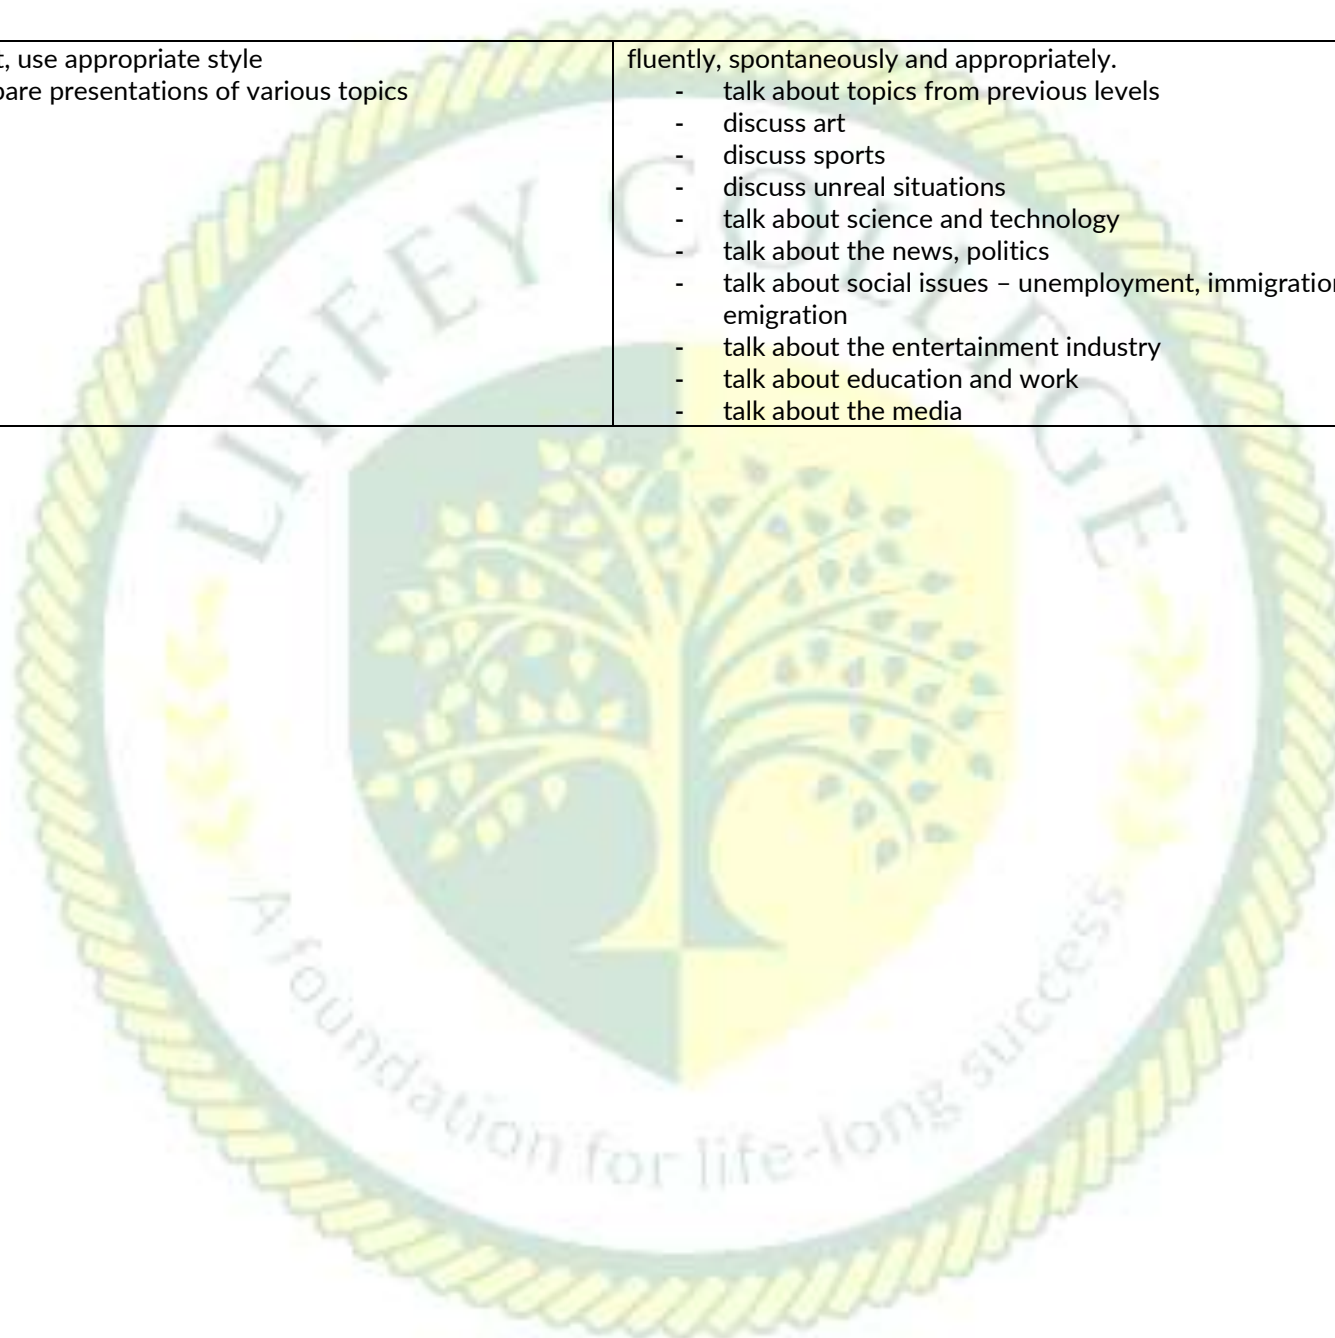 t, use appropriate style
pare presentations of various topics
fluently, spontaneously and appropriately.
- talk about topics from previous levels
- discuss art
- discuss sports
- discuss unreal situations
- talk about science and technology
- talk about the news, politics
- talk about social issues – unemployment, immigration
emigration
- talk about the entertainment industry
- talk about education and work
- talk about the media
LIFFEY COLLEGE
A foundation for life-long success